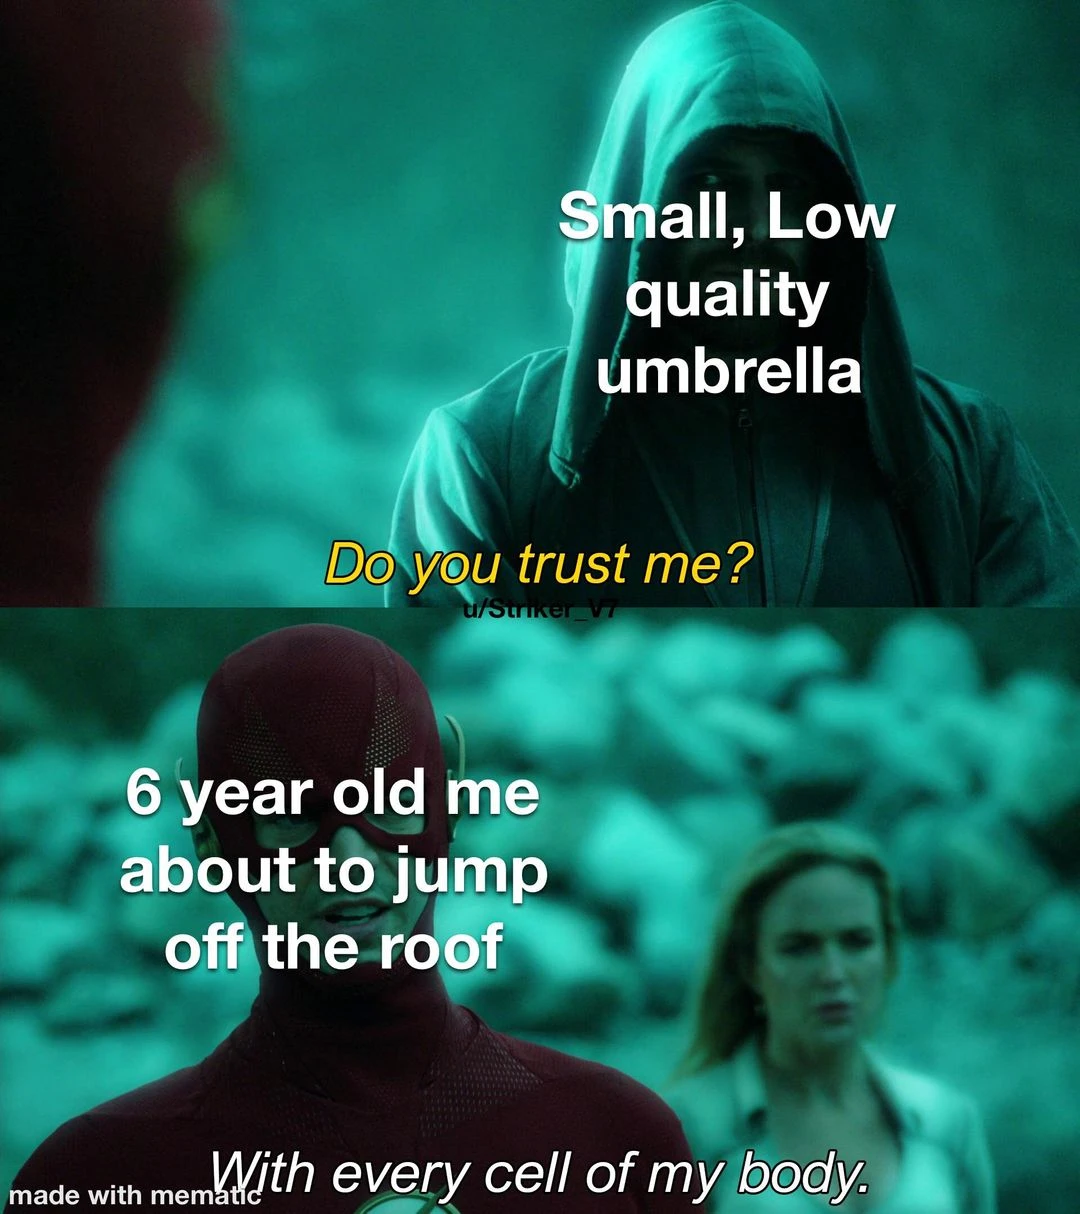 Small, Low
quality
umbrella
Do you trust me?
u/Striker_V7
6 year old me
about to jump
off the roof
With every cell of my body.
made with mematic